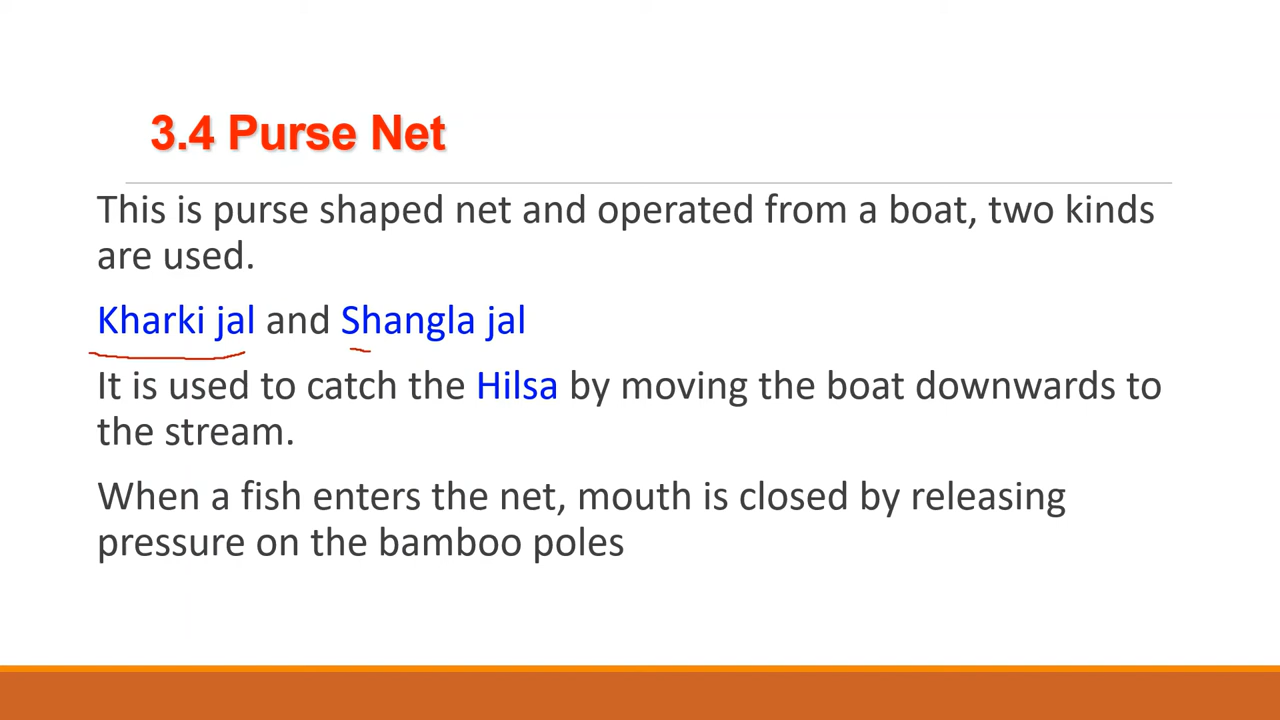 3.4 Purse Net
This is purse shaped net and operated from a boat, two kinds
are used.
Kharki jal and Shangla jal
It is used to catch the Hilsa by moving the boat downwards to
the stream.
When a fish enters the net, mouth is closed by releasing
pressure on the bamboo poles